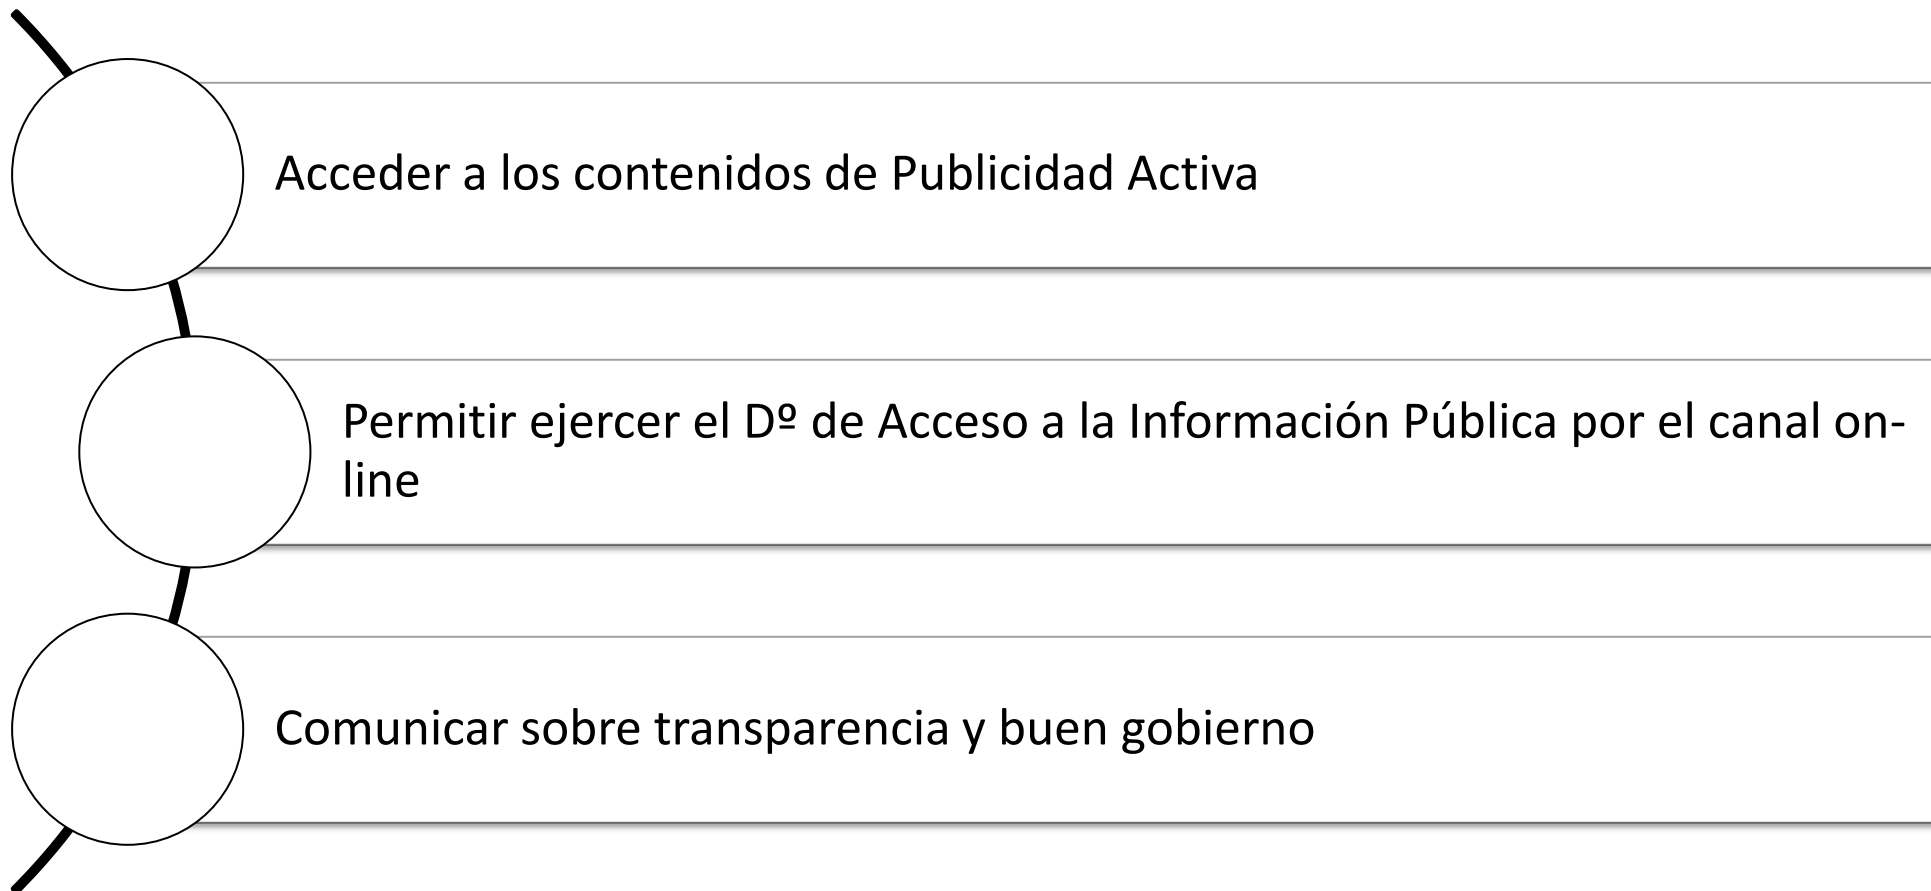 Acceder a los contenidos de Publicidad Activa
Permitir ejercer el Dº de Acceso a la Información Pública por el canal on-
line
Comunicar sobre transparencia y buen gobierno